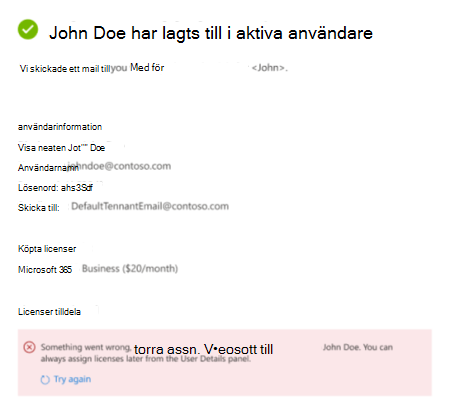 John Doe har lagts till i aktiva användare
Vi skickade ett mail till you Med för <John>.
användarinformation
Visa neaten Jot"" Doe
Användarnamn johndoe@contoso.com
Lösenord: ahs3Sdf
Skicka till: DefaultTennantEmail@contoso.com
Köpta licenser
Microsoft 365 Business ($20/month)
Licenser tilldela
Something went wrong, torra assn. V•eosott till John Doe. You can
always assign licenses later from the User Details panel.
Try again